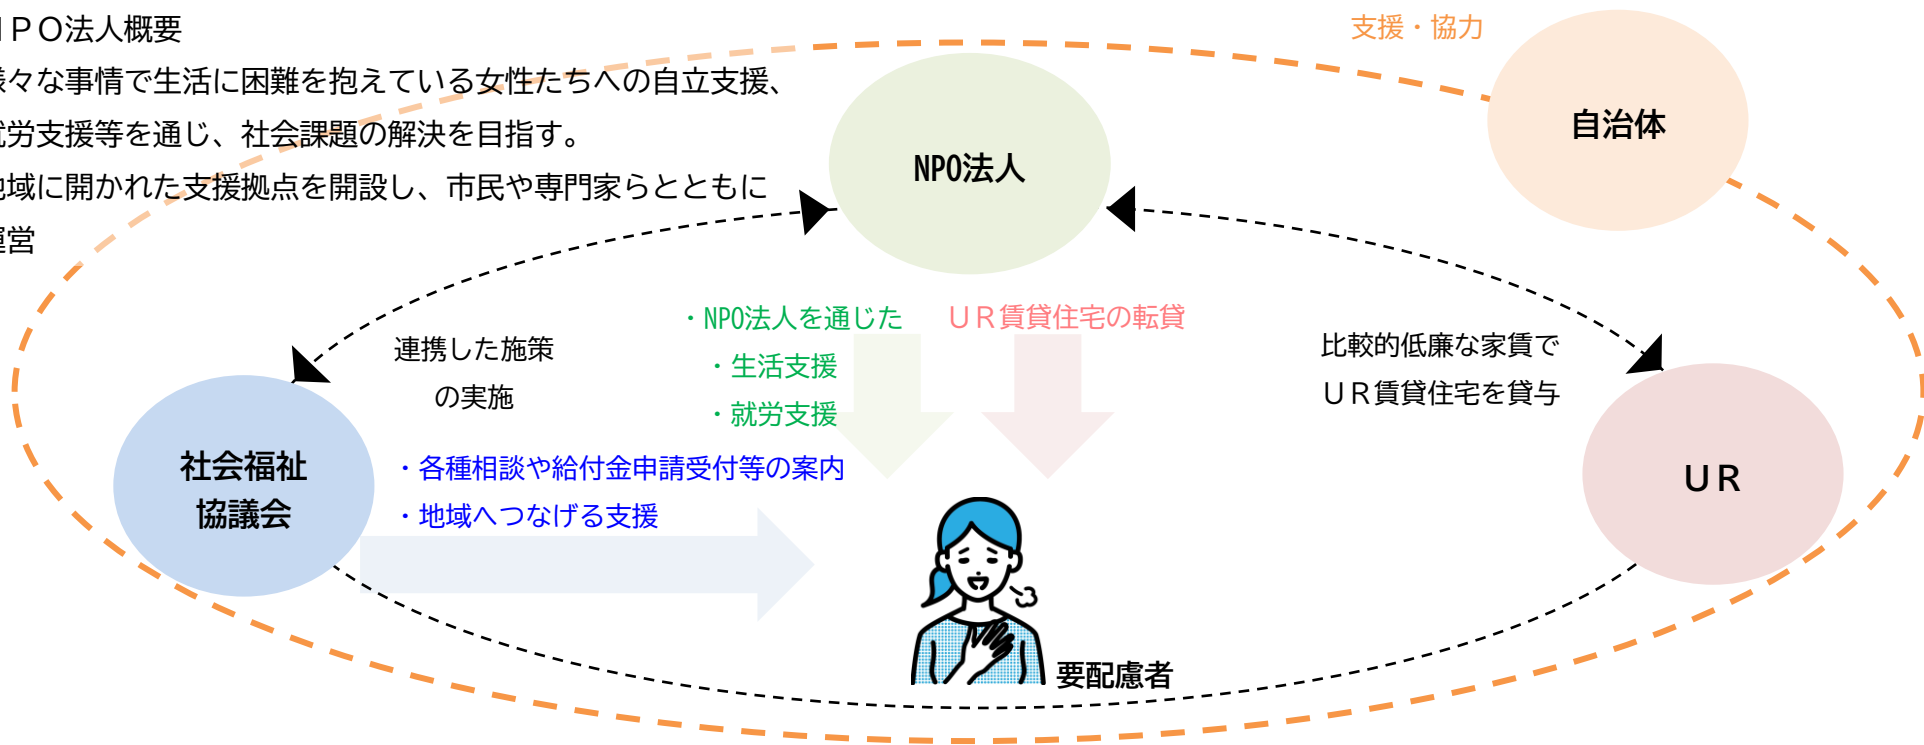 ＮＰＯ法人概要
様々な事情で生活に困難を抱えている女性たちへの自立支援、
就労支援等を通じ、社会課題の解決を目指す。
地域に開かれた支援拠点を開設し、市民や専門家らとともに
運営
支援・協力
自治体
NPO法人
・NPO法人を通じた
・生活支援
・就労支援
ＵＲ賃貸住宅の転貸
連携した施策
の実施
比較的低廉な家賃で
ＵＲ賃貸住宅を貸与
社会福祉
協議会
・各種相談や給付金申請受付等の案内
・地域へつなげる支援
ＵＲ
要配慮者